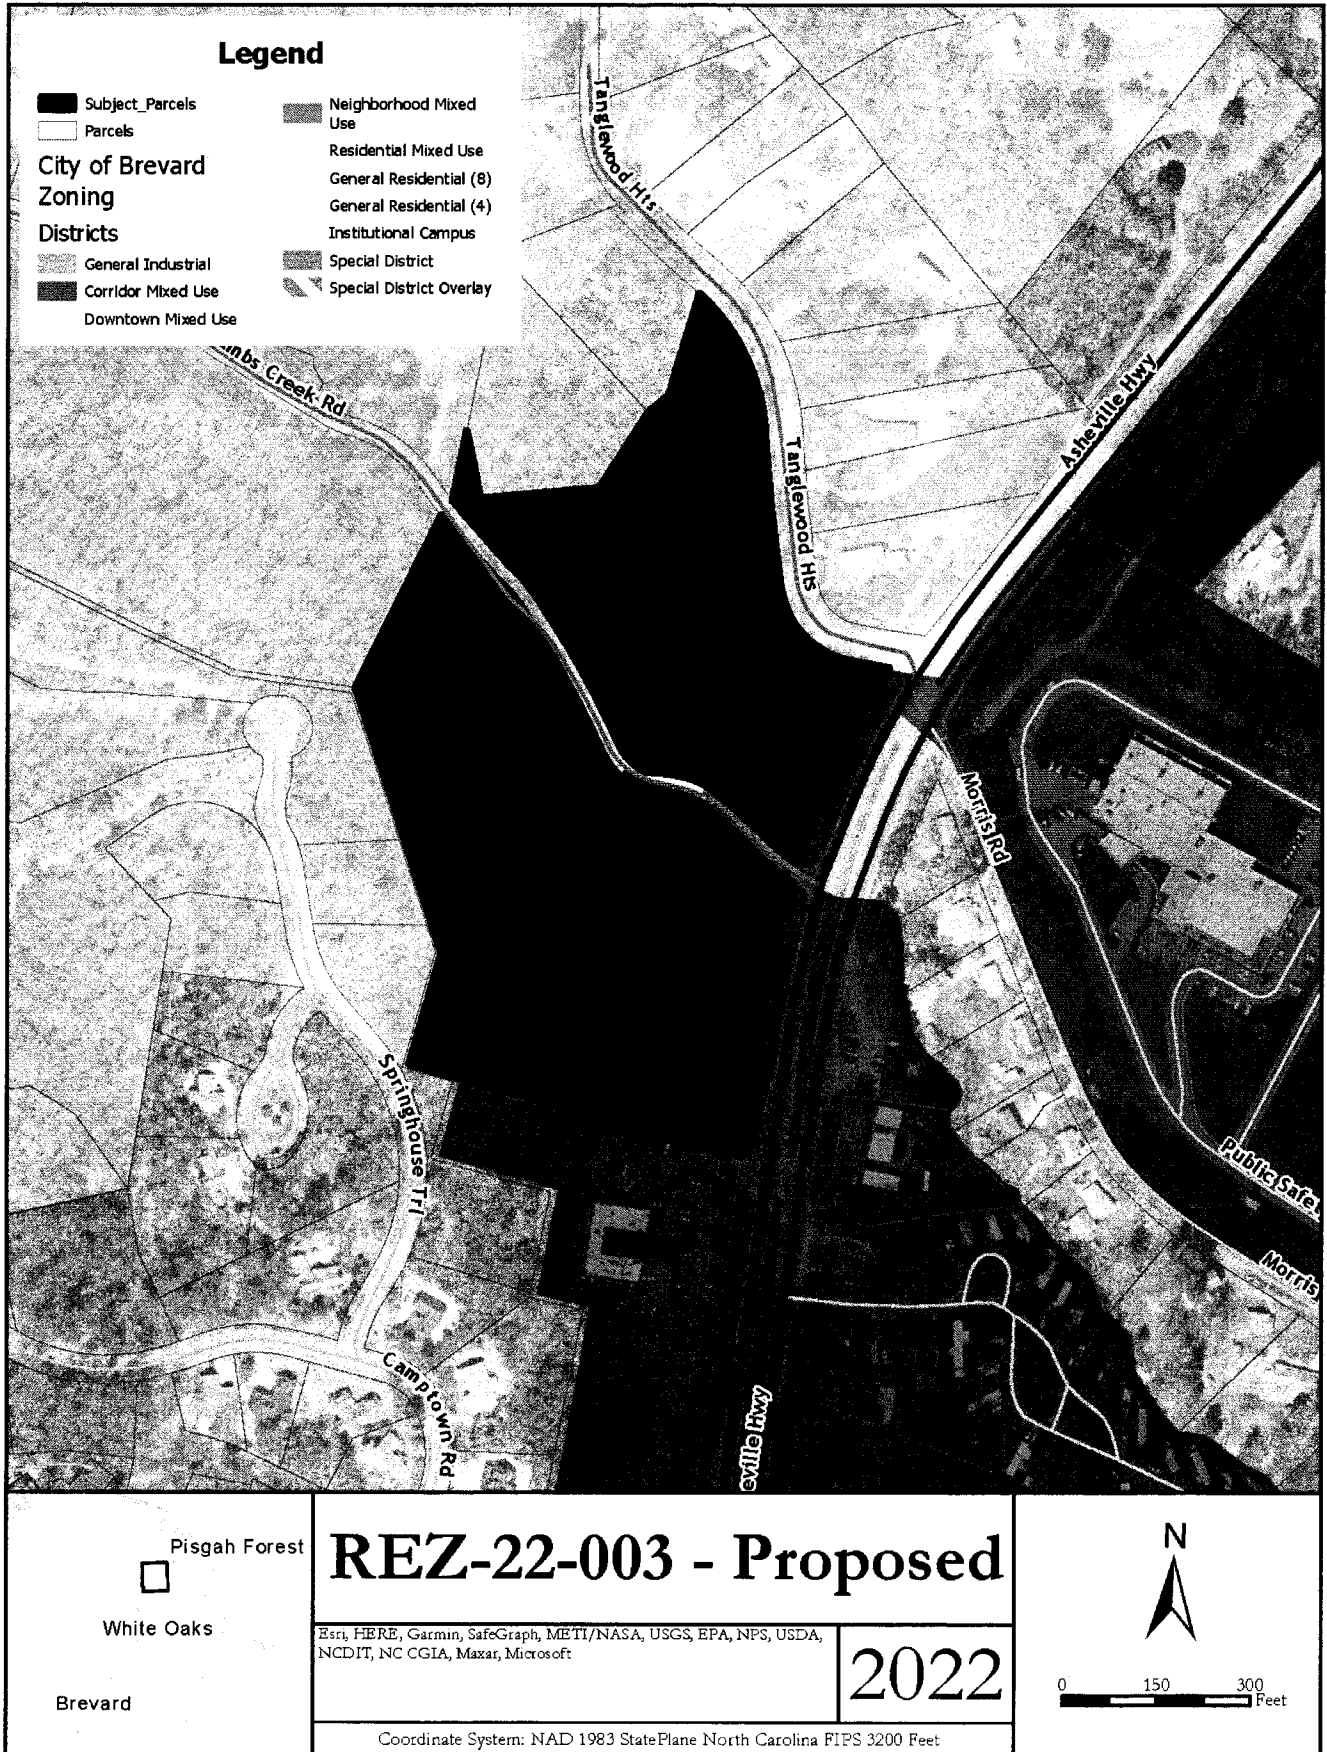 Legend
Subject_Parcels
Parcels
City of Brevard
Zoning
Districts
General Industrial
Corridor Mixed Use
Downtown Mixed Use
Neighborhood Mixed
Use
Residential Mixed Use
General Residential (8)
General Residential (4)
Institutional Campus
Special District
Special District Overlay
Tanglewood Hts
mbs Creek Rd
Asheville Hwy
Tanglewood Hts
Morris Rd
Springhouse Trl
Public Safe
Morris
Camptown Rd
eville Hwy
Pisgah Forest
White Oaks
Brevard
REZ-22-003 - Proposed
Esri, HERE, Garmin, SafeGraph, METI/NASA, USGS, EPA, NPS, USDA,
NCDIT, NC CGIA, Maxar, Microsoft
2022
Coordinate System: NAD 1983 StatePlane North Carolina FIPS 3200 Feet
N
0 150 300
Feet